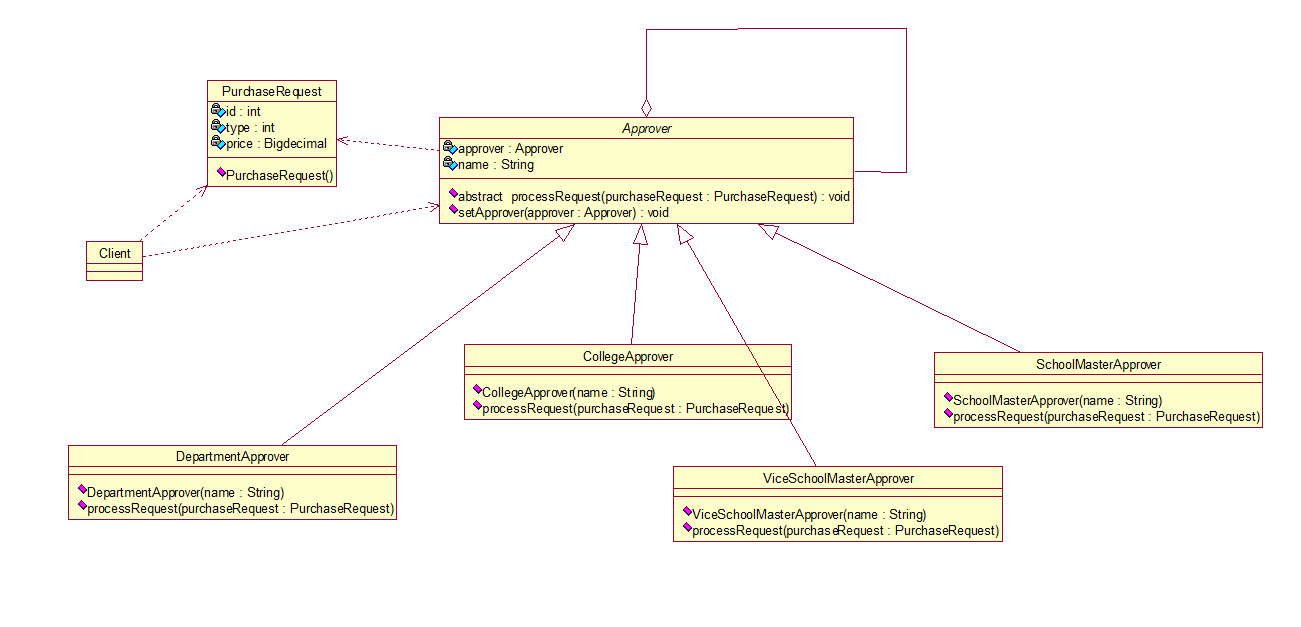 PurchaseRequest
id : int
type : int
price : Bigdecimal
PurchaseRequest()
Approver
approver : Approver
name : String
abstract processRequest(purchaseRequest : PurchaseRequest) : void
setApprover(approver : Approver) : void
Client
CollegeApprover
CollegeApprover(name : String)
processRequest(purchaseRequest : PurchaseRequest)
SchoolMasterApprover
SchoolMasterApprover(name : String)
processRequest(purchaseRequest : PurchaseRequest)
DepartmentApprover
DepartmentApprover(name : String)
processRequest(purchaseRequest : PurchaseRequest)
ViceSchoolMasterApprover
ViceSchoolMasterApprover(name : String)
processRequest(purchaseRequest : PurchaseRequest)